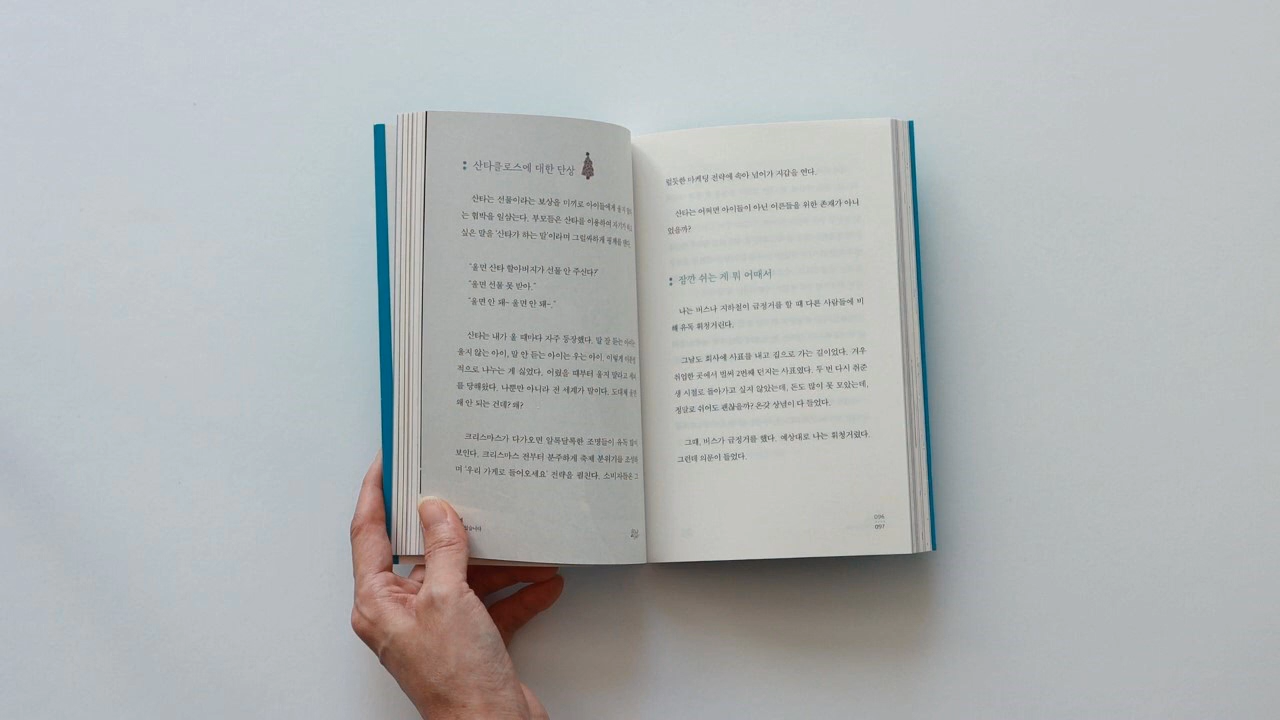 산타클로스에 대한 단상
산타는 선물이라는 보상을 미끼로 아이들에게 울지 말라
는 협박을 일삼는다. 부모들은 산타를 이용하여 자기가 하고
싶은 말을 '산타가 하는 말'이라며 그럴싸하게 핑계를 댄다.
"울면 산타 할아버지가 선물 안 주신다?"
"울면 선물 못 받아."
"울면 안 돼~ 울면 안 돼~."
산타는 내가 울 때마다 자주 등장했다. 말 잘 듣는 아이는
울지 않는 아이, 말 안 듣는 아이는 우는 아이. 이렇게
적으로 나누는 게 싫었다. 어렸을 때부터 울지 말라고
를 당해왔다. 나뿐만 아니라 전 세계가 말이다. 도대체 울면
왜 안 되는 건데? 왜?
크리스마스가 다가오면 알록달록한 조명들이 유독 많이
보인다. 크리스마스 전부터 분주하게 축제 분위기를 조성하
며 '우리 가게로 들어오세요' 전략을 펼친다. 소비자들은 그
럴듯한 마케팅 전략에 속아 넘어가 지갑을 연다.
산타는 어쩌면 아이들이 아닌 어른들을 위한 존재가 아니
었을까?
잠깐 쉬는 게 뭐 어때서
나는 버스나 지하철이 급정거를 할 때 다른 사람들에 비
해 유독 휘청거린다.
그날도 회사에 사표를 내고 집으로 가는 길이었다. 겨우
취업한 곳에서 벌써 2번째 던지는 사표였다. 두 번 다시 취준
생 시절로 돌아가고 싶지 않았는데, 돈도 많이 못 모았는데,
정말로 쉬어도 괜찮을까? 온갖 상념이 다 들었다.
그때, 버스가 급정거를 했다. 예상대로 나는 휘청거렸다.
그런데 의문이 들었다.
096
097